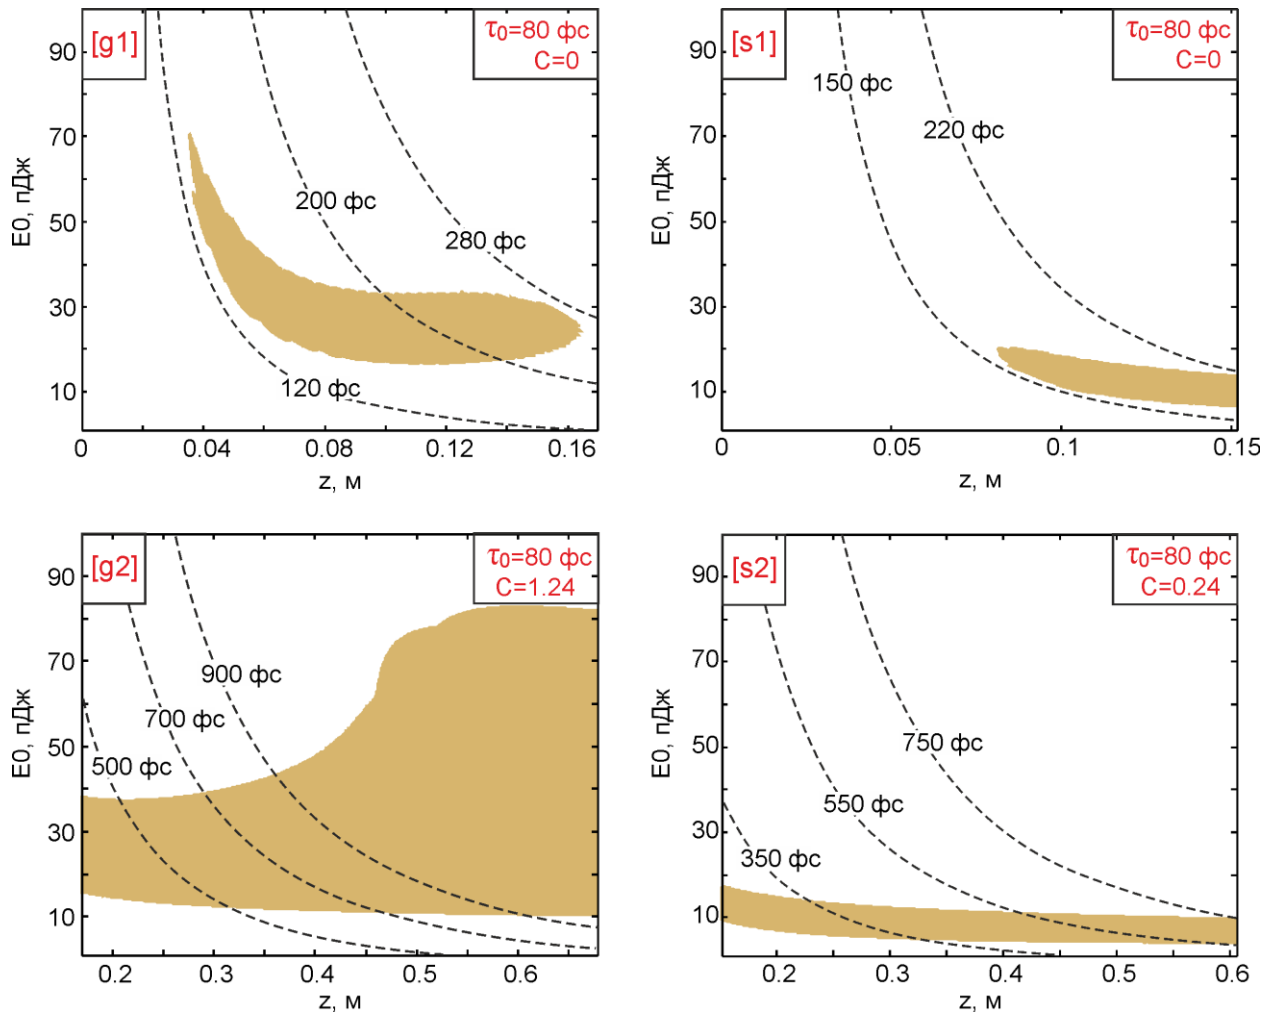 [g1]
τ0=80 фс
C=0
90
70
50
30
10
E0, пДж
200 фс
280 фс
120 фс
0
0.04
0.08
0.12
0.16
z, м
[s1]
τ0=80 фс
C=0
90
70
50
30
10
E0, пДж
150 фс
220 фс
0
0.05
0.1
0.15
z, м
[g2]
τ0=80 фс
C=1.24
90
70
50
30
10
E0, пДж
900 фс
700 фс
500 фс
0.2
0.3
0.4
0.5
0.6
z, м
[s2]
τ0=80 фс
C=0.24
90
70
50
30
10
E0, пДж
750 фс
550 фс
350 фс
0.2
0.3
0.4
0.5
0.6
z, м